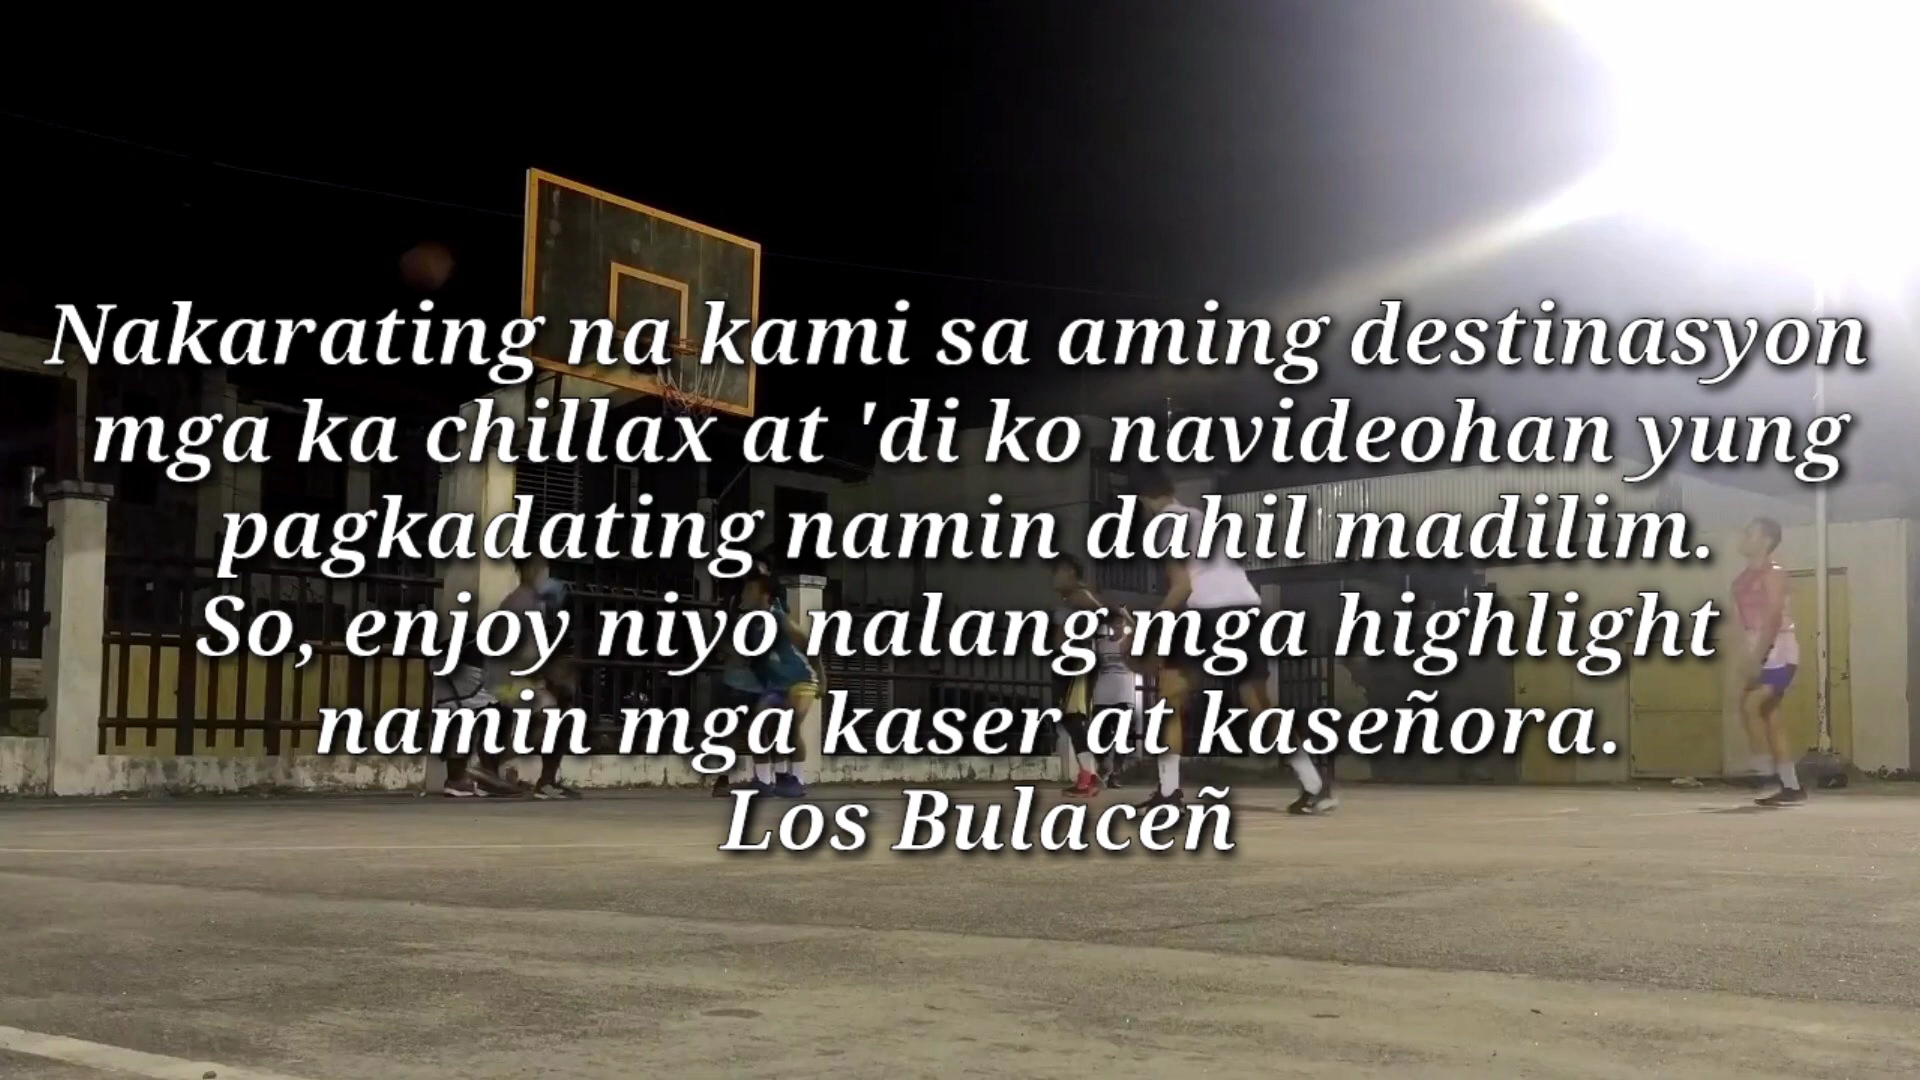 Nakarating na kami sa aming destinasyon
mga ka chillax at 'di ko navideohan yung
pagkadating namin dahil madilim.
So, enjoy niyo nalang mga highlight
namin mga kaser at kaseñora.
Los Bulaceñ